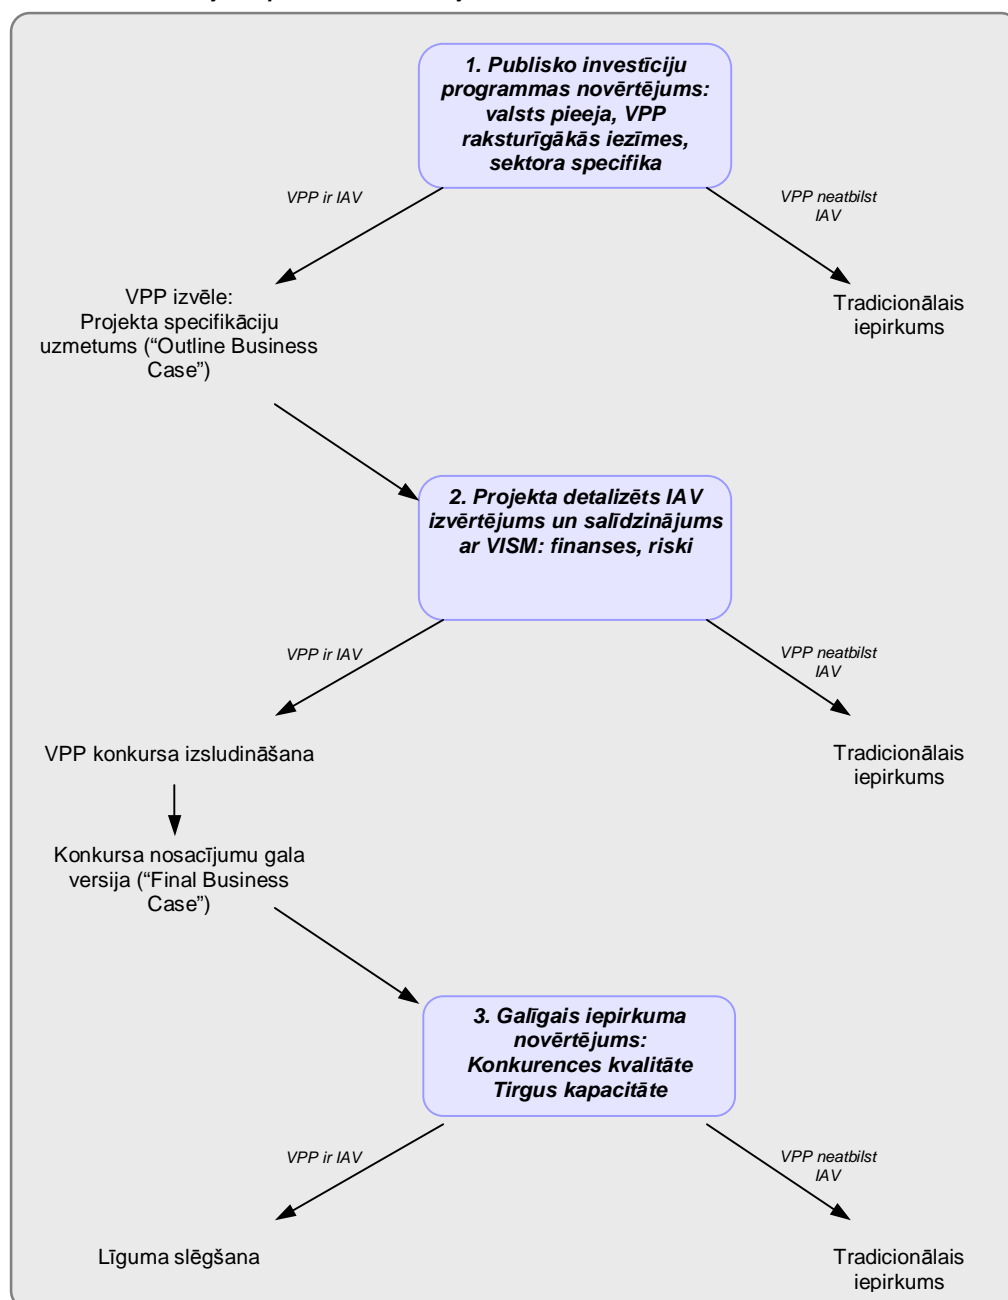 1. Publisko investīciju
programmas novērtējums:
valsts pieeja, VPP
raksturīgākās iezīmes,
sektora specifika
VPP ir IAV
VPP neatbilst
IAV
VPP izvēle:
Projekta specifikāciju
uzmetums (“Outline Business
Case”)
Tradicionālais
iepirkums
2. Projekta detalizēts IAV
izvērtējums un salīdzinājums
ar VISM: finanses, riski
VPP ir IAV
VPP neatbilst
IAV
VPP konkursa izsludināšana
Tradicionālais
iepirkums
Konkursa nosacījumu gala
versija (“Final Business
Case”)
3. Galīgais iepirkuma
novērtējums:
Konkurences kvalitāte
Tirgus kapacitāte
VPP ir IAV
VPP neatbilst
IAV
Līguma slēgšana
Tradicionālais
iepirkums